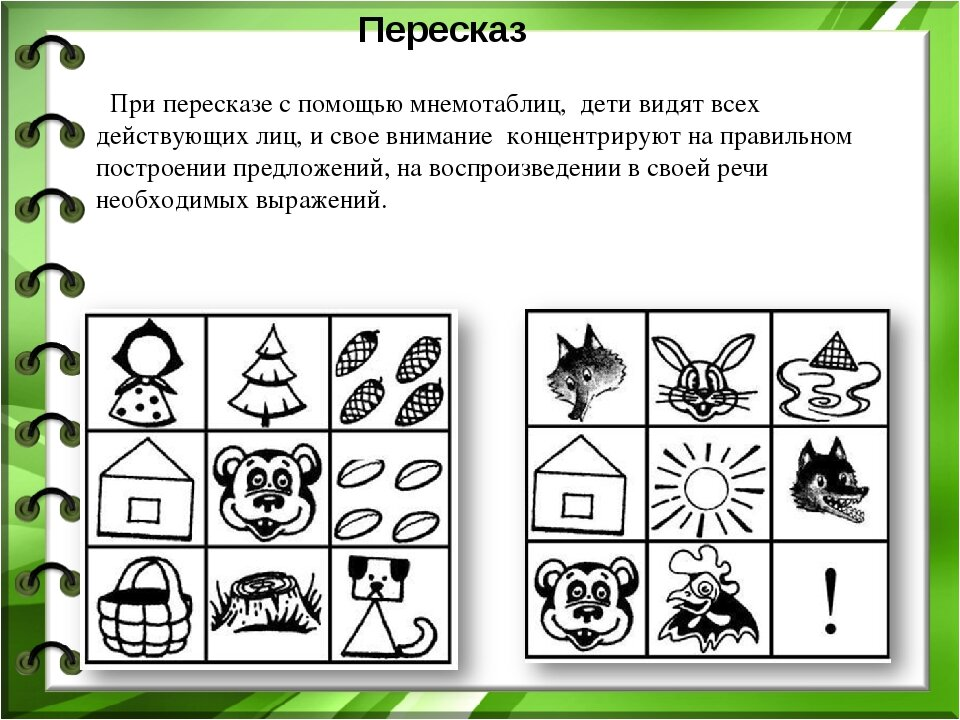 Пересказ
При пересказе с помощью мнемотаблиц, дети видят всех
действующих лиц, и свое внимание концентрируют на правильном
построении предложений, на воспроизведении в своей речи
необходимых выражений.
!